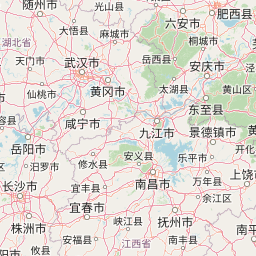 随州市
光山县
六安市
肥西县
大悟县
麻城市
桐城市
湖北省
天门市
武汉市
岳西县
安庆市
黄冈市
太湖县
黄山区
仙桃市
东至县
咸宁市
九江市
景德镇市
岳阳市
开化
安义县
乐平市
汨罗市
修水县
长沙市
宜丰县
南昌市
万年县
上饶
宜春市
余江区
株洲市
峡江县
抚州市
南平
攸县
安福县
江西省
南丰县